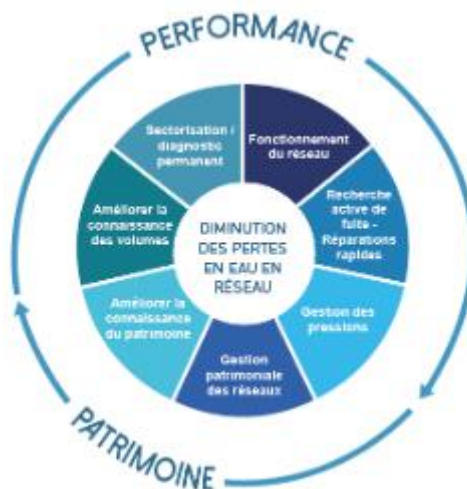 PERFORMANCE
Sectorisation /
diagnostic
permanent
Fonctionnement
du réseau
Améliorer la
connaissance
des volumes
DIMINUTION
DES PERTES
EN EAU EN
RÉSEAU
Recherche
active de
fuite -
Réparations
rapides
Améliorer la
connaissance
du patrimoine
Gestion des
pressions
Gestion
patrimoniale
des réseaux
PATRIMOINE